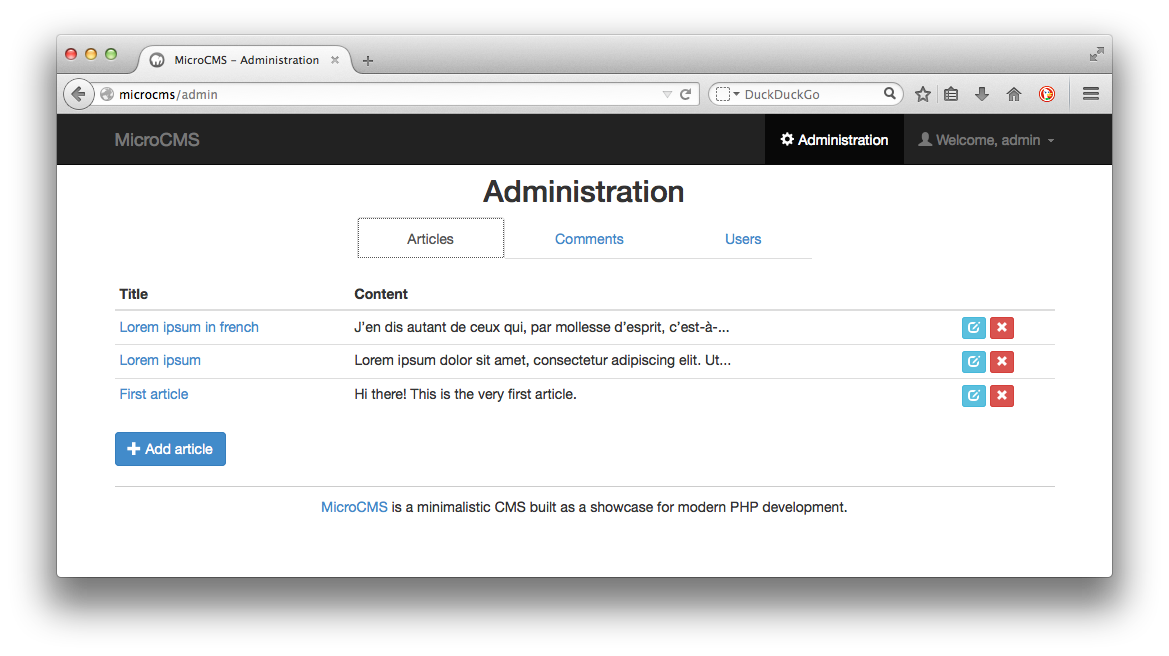 MicroCMS – Administration
microcms/admin
DuckDuckGo
MicroCMS
Administration
Welcome, admin
Administration
Articles Comments Users
Title Content
Lorem ipsum in french J’en dis autant de ceux qui, par mollesse d’esprit, c’est-à-...
Lorem ipsum Lorem ipsum dolor sit amet, consectetur adipiscing elit. Ut...
First article Hi there! This is the very first article.
Add article
MicroCMS is a minimalistic CMS built as a showcase for modern PHP development.